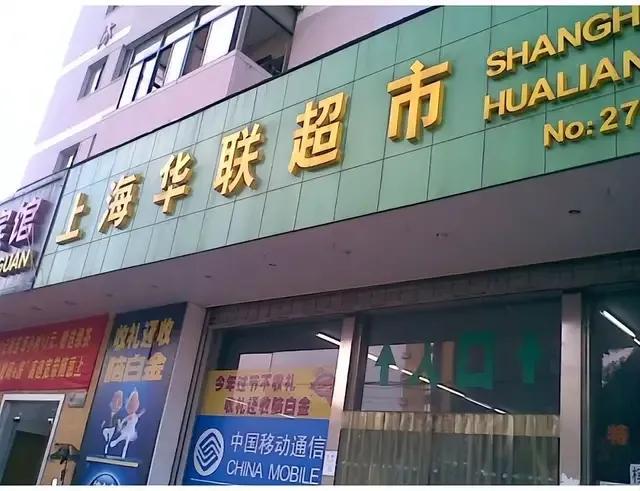 上海华联超市
SHANGH
HUALIAN
No: 27
馆
GUAN
收礼还收
脑白金
今年过节不收礼
收礼还收脑白金
中国移动通信
CHINA MOBILE
入口